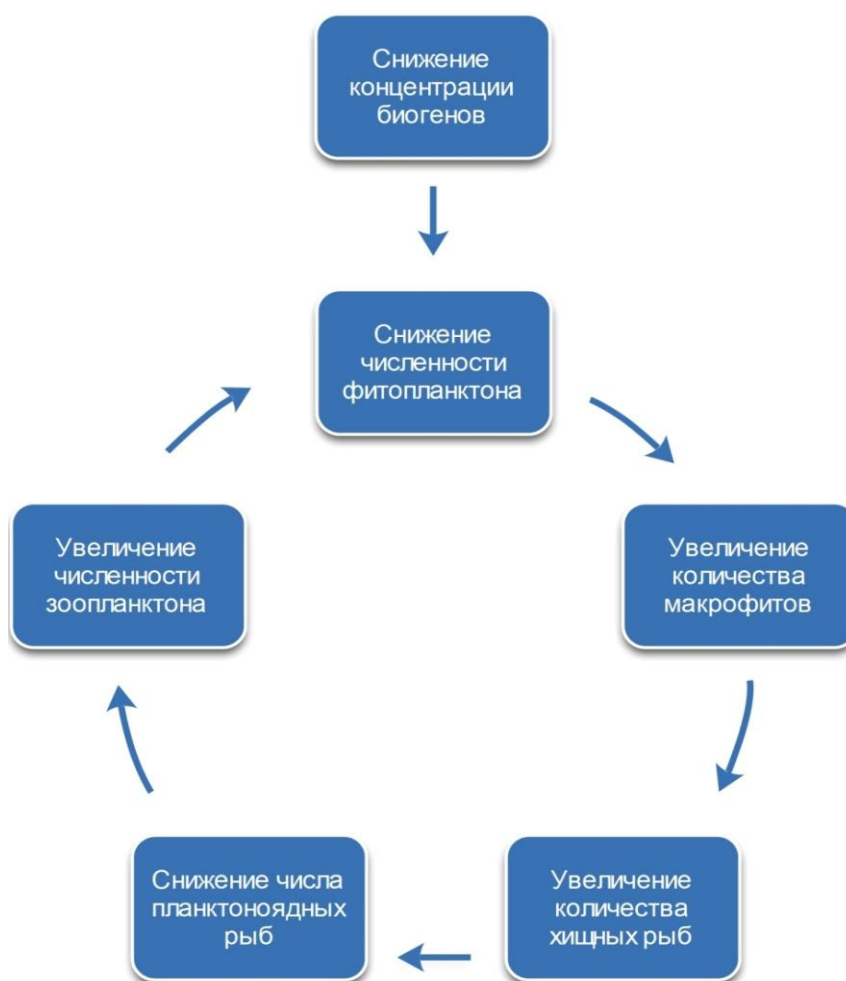 Снижение
концентрации
биогенов
Снижение
численности
фитопланктона
Увеличение
количества
макрофитов
Увеличение
количества
хищных рыб
Снижение числа
планктоноядных
рыб
Увеличение
численности
зоопланктона